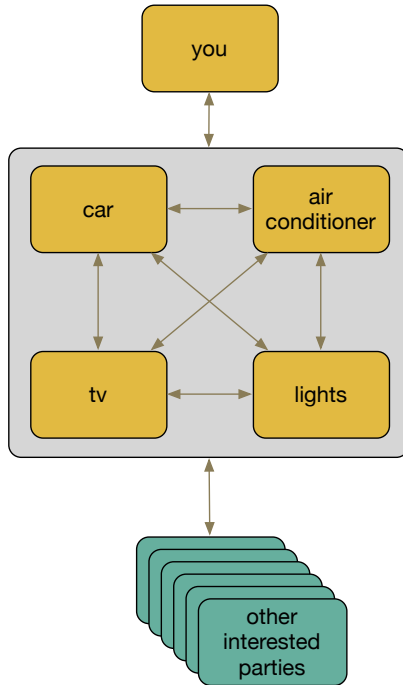 you
car
air
conditioner
tv
lights
other
interested
parties